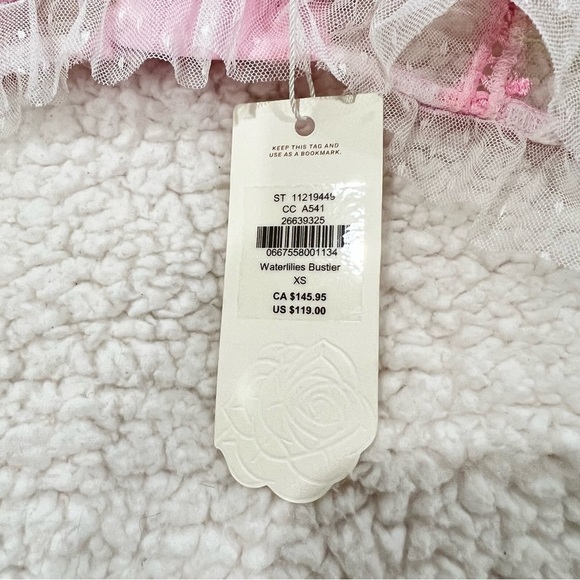 KEEP THIS TAG AND
USE AS A BOOKMARK.
ST 11219449
CC A541
26639325
0667558001134
Waterlilies Bustier
XS
CA $145.95
US $119.00